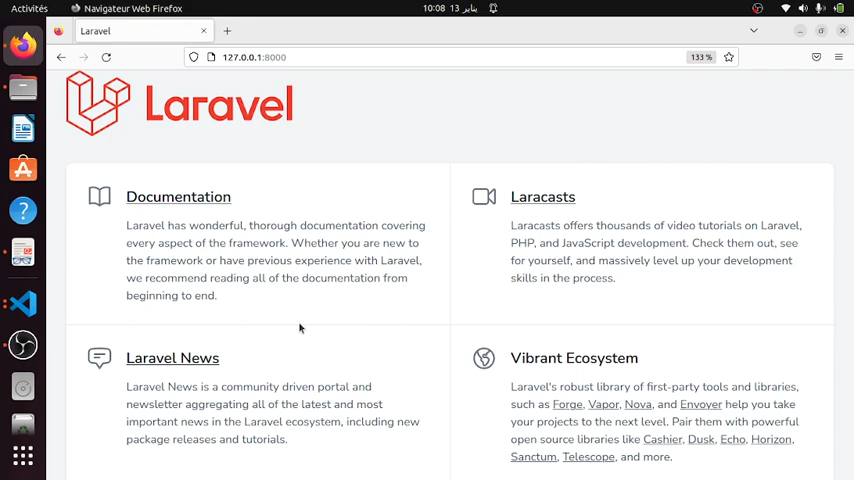 Activités
Navigateur Web Firefox
10:08 13 يناير
Laravel
127.0.0.1:8000
133 %
Laravel
Documentation
Laravel has wonderful, thorough documentation covering
every aspect of the framework. Whether you are new to
the framework or have previous experience with Laravel,
we recommend reading all of the documentation from
beginning to end.
Laracasts
Laracasts offers thousands of video tutorials on Laravel,
PHP, and JavaScript development. Check them out, see
for yourself, and massively level up your development
skills in the process.
Laravel News
Laravel News is a community driven portal and
newsletter aggregating all of the latest and most
important news in the Laravel ecosystem, including new
package releases and tutorials.
Vibrant Ecosystem
Laravel's robust library of first-party tools and libraries,
such as Forge, Vapor, Nova, and Envoyer help you take
your projects to the next level. Pair them with powerful
open source libraries like Cashier, Dusk, Echo, Horizon,
Sanctum, Telescope, and more.